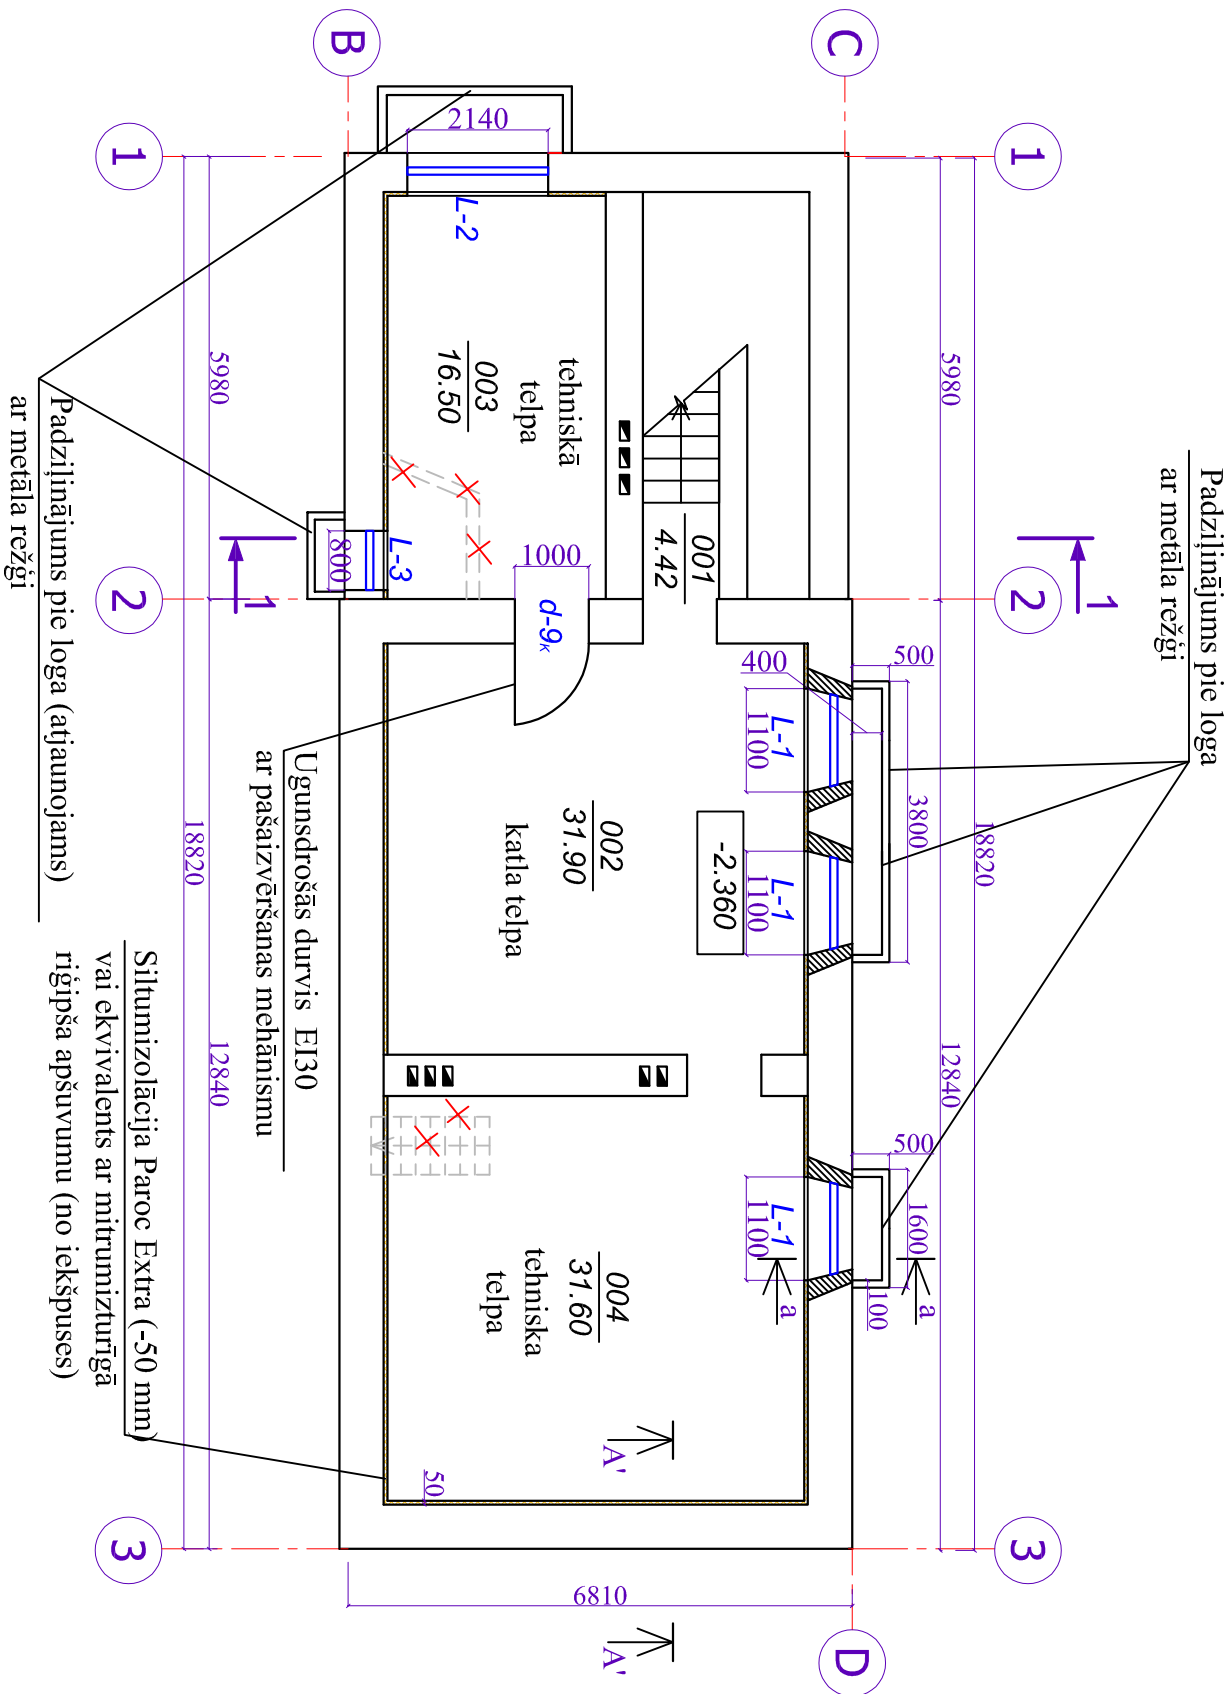 B
C
1
1
2140
L-2
5980
5980
18820
18820
Padziļinājums pie loga
ar metāla režģi
003
16.50
tehniskā
telpa
001
4.42
1
1
L-3
800
2
2
1000
d-9к
Padziļinājums pie loga (atjaunojams)
ar metāla režģi
400
500
L-1
1100
3800
L-1
1100
-2.360
002
31.90
katla telpa
Ugunsdrošās durvis EI30
ar pašaizvēršanas mehānismu
12840
12840
500
L-1
1100
1600
a
a
100
004
31.60
tehniska
telpa
Siltumizolācija Paroc Extra (-50 mm)
vai ekvivalents ar mitrumizturīgā
riģipša apšuvumu (no iekšpuses)
50
A'
A'
3
3
6810
D